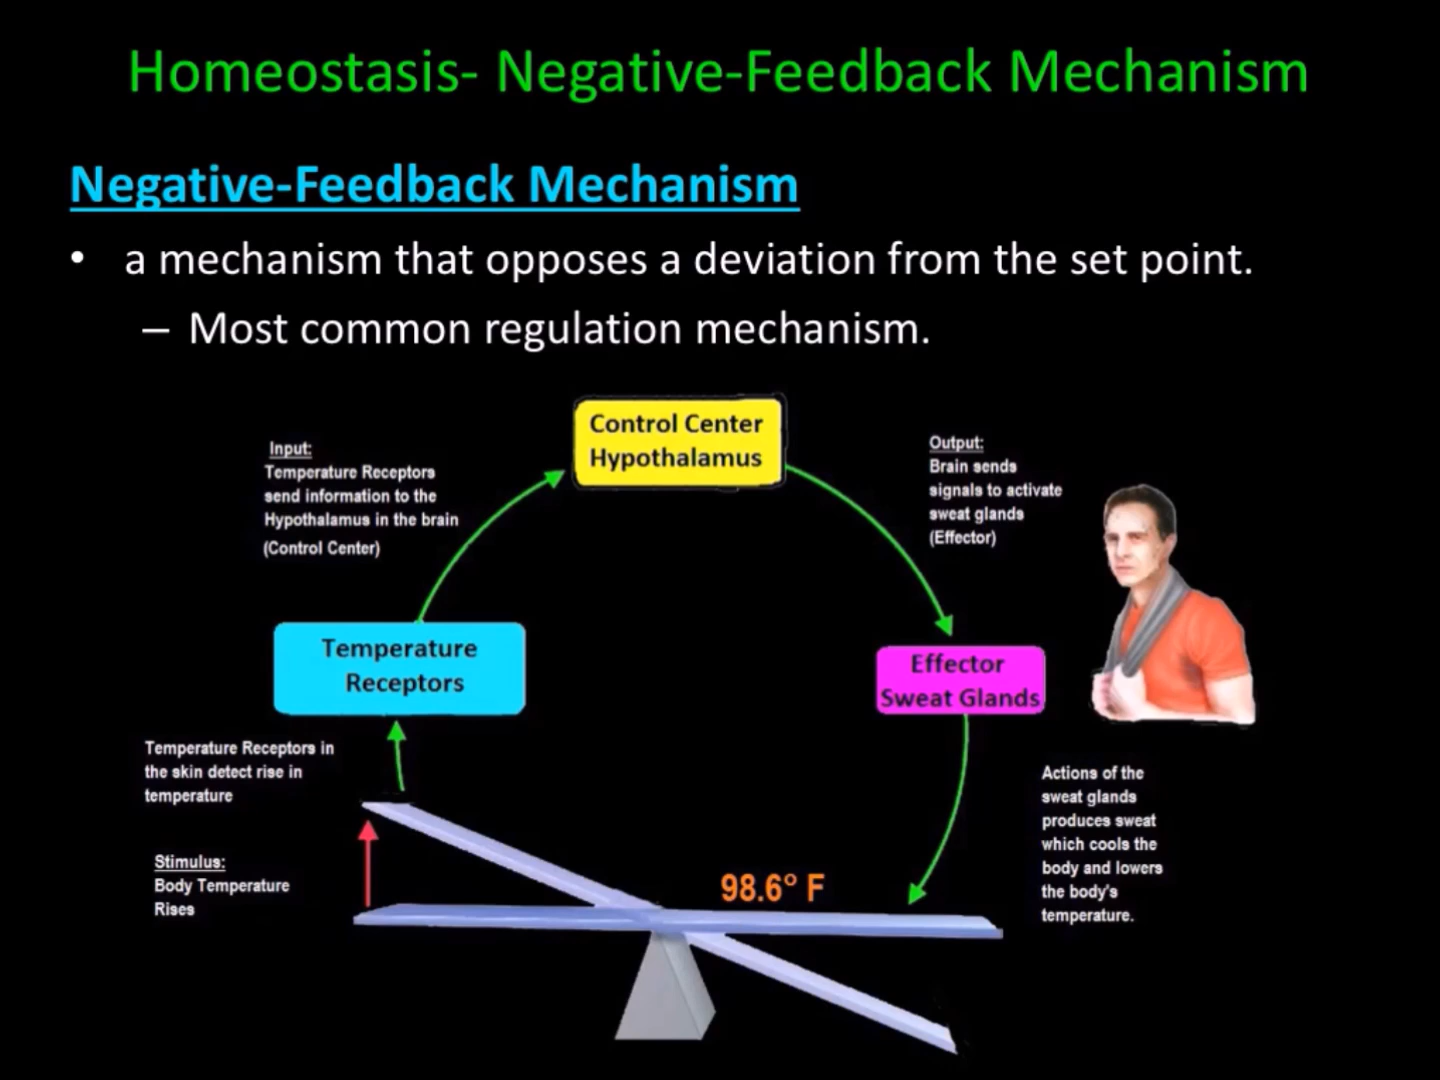 Homeostasis- Negative-Feedback Mechanism
Negative-Feedback Mechanism
• a mechanism that opposes a deviation from the set point.
– Most common regulation mechanism.
Control Center
Hypothalamus
Input:
Temperature Receptors
send information to the
Hypothalamus in the brain
(Control Center)
Output:
Brain sends
signals to activate
sweat glands
(Effector)
Temperature
Receptors
Effector
Sweat Glands
Temperature Receptors in
the skin detect rise in
temperature
Stimulus:
Body Temperature
Rises
98.6° F
Actions of the
sweat glands
produces sweat
which cools the
body and lowers
the body's
temperature.